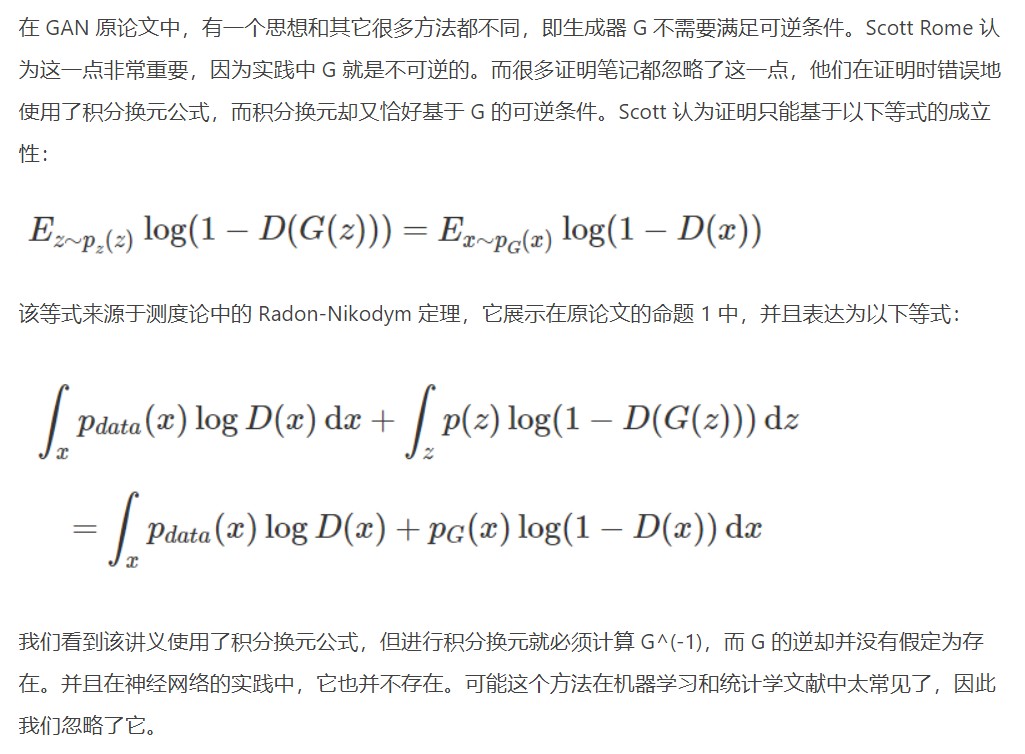 在 GAN 原论文中，有一个思想和其它很多方法都不同，即生成器 G 不需要满足可逆条件。Scott Rome 认
为这一点非常重要，因为实践中 G 就是不可逆的。而很多证明笔记都忽略了这一点，他们在证明时错误地
使用了积分换元公式，而积分换元却又恰好基于 G 的可逆条件。Scott 认为证明只能基于以下等式的成立
性：
E_{z∼p_z(z)} log(1 − D(G(z))) = E_{x∼p_G(x)} log(1 − D(x))
该等式来源于测度论中的 Radon-Nikodym 定理，它展示在原论文的命题 1 中，并且表达为以下等式：
∫_x p_{data}(x) log D(x) dx + ∫_z p(z) log(1 − D(G(z))) dz
= ∫_x p_{data}(x) log D(x) + p_G(x) log(1 − D(x)) dx
我们看到该讲义使用了积分换元公式，但进行积分换元就必须计算 G^(-1)，而 G 的逆却并没有假定为存
在。并且在神经网络的实践中，它也并不存在。可能这个方法在机器学习和统计学文献中太常见了，因此
我们忽略了它。